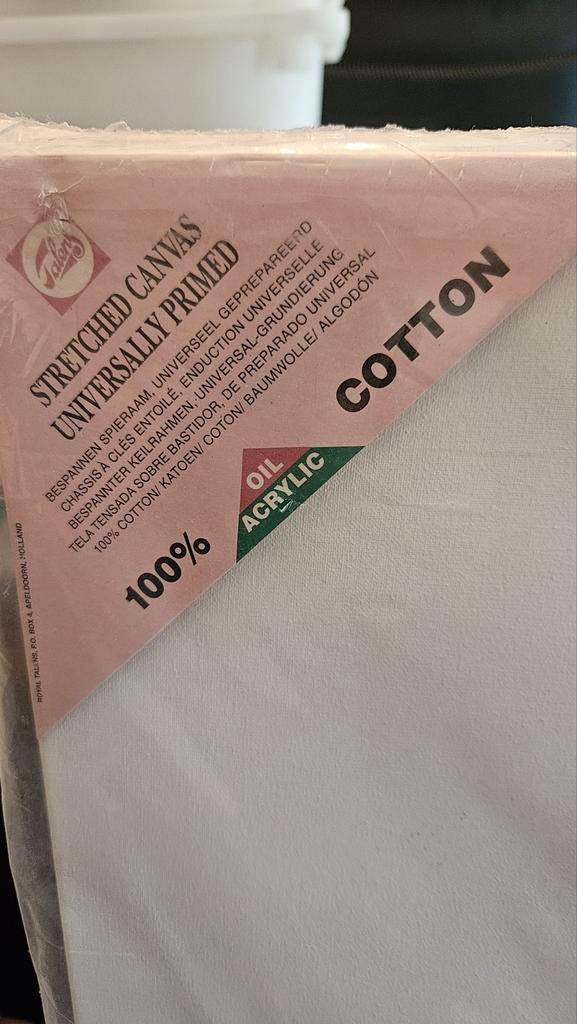 Talens
STRETCHED CANVAS
UNIVERSALLY PRIMED
BESPANNEN SPIERAAM, UNIVERSEEL GEPREPAREERD
CHASSIS A CLÉS ENTOILÉ, ENDUCTION UNIVERSELLE
BESPANNTER KEILRAHMEN, UNIVERSAL-GRUNDIERUNG
TELA TENSADA SOBRE BASTIDOR, DE PREPARADO UNIVERSAL
100% COTTON/ KATOEN/ COTON/ BAUMWOLLE/ ALGODÓN
100%
OIL
ACRYLIC
COTTON
ROYAL TALENS, P.O. BOX 4, APELDOORN, HOLLAND